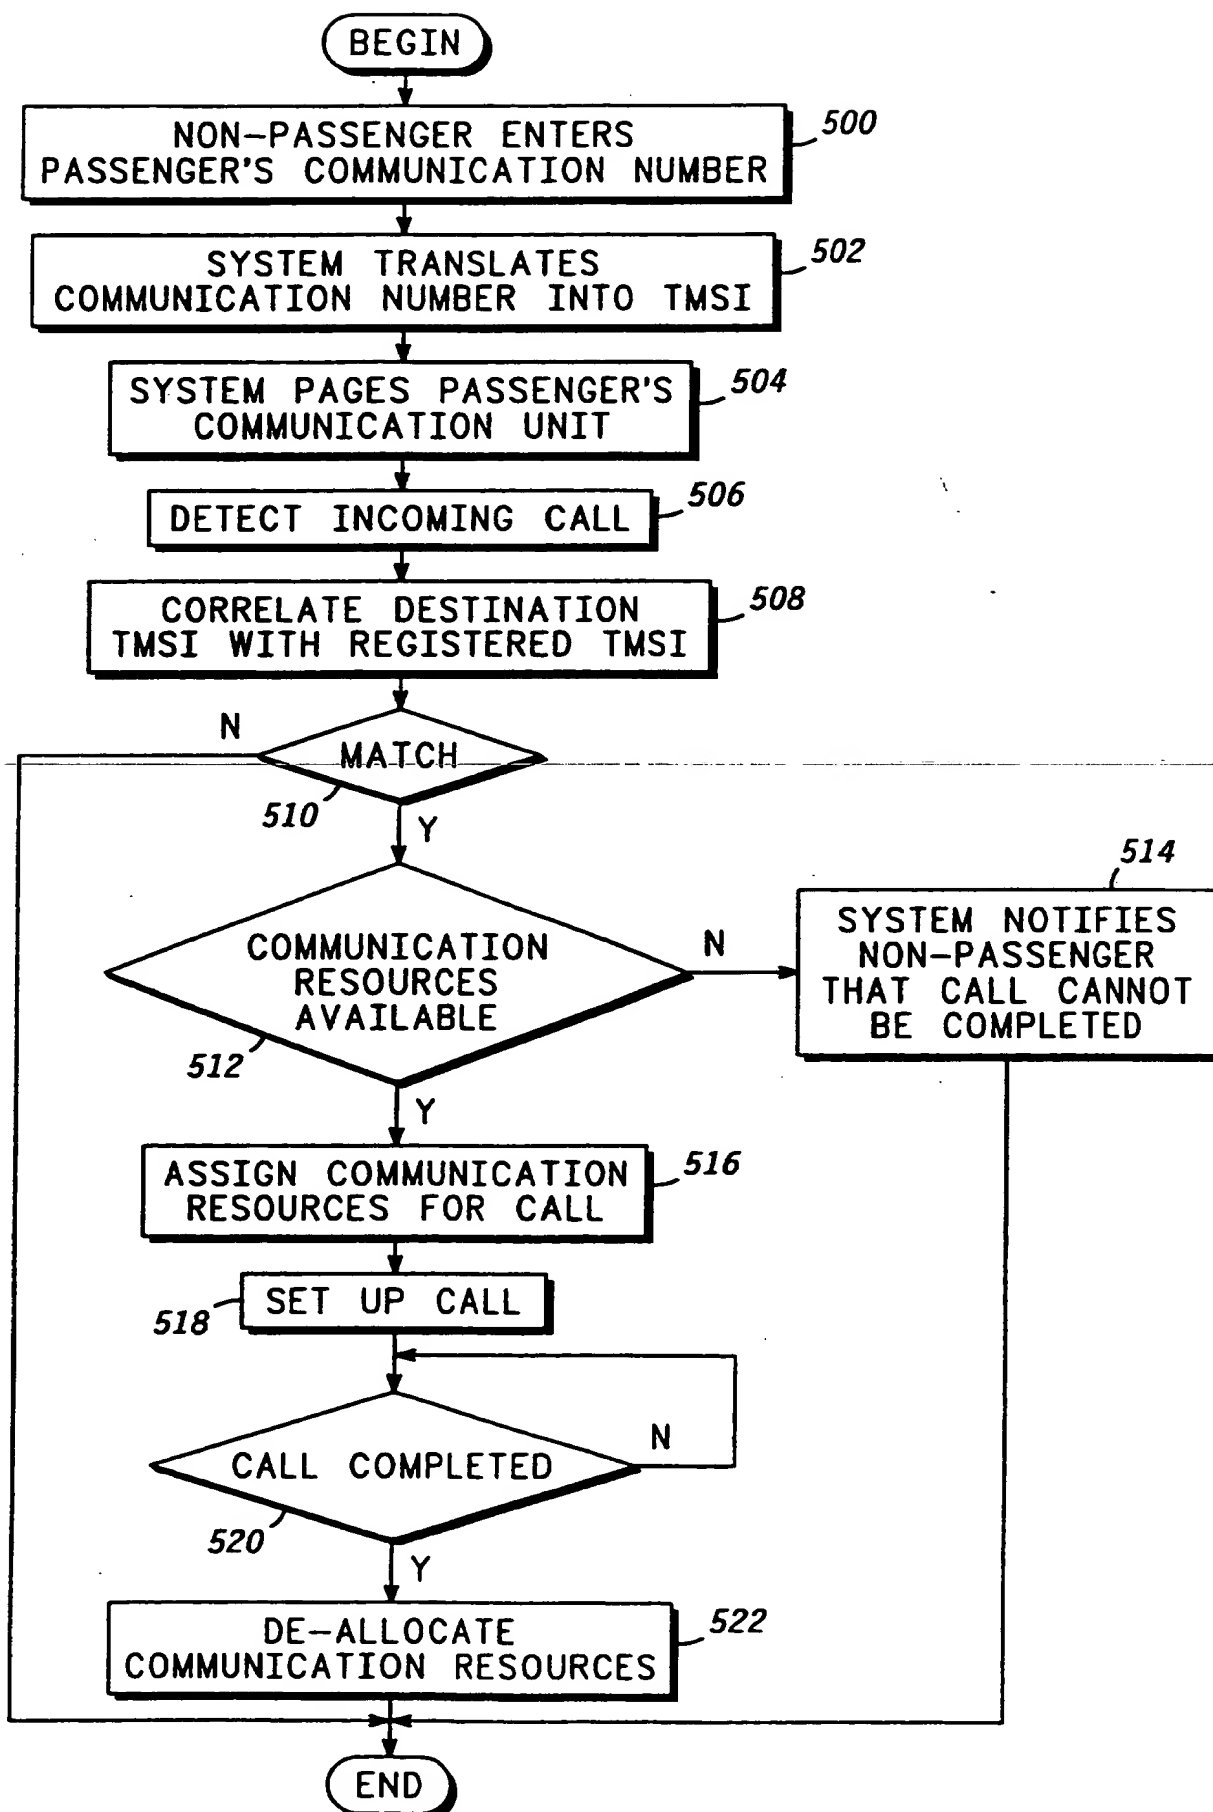 BEGIN
NON-PASSENGER ENTERS
PASSENGER'S COMMUNICATION NUMBER
500
SYSTEM TRANSLATES
COMMUNICATION NUMBER INTO TMSI
502
SYSTEM PAGES PASSENGER'S
COMMUNICATION UNIT
504
DETECT INCOMING CALL
506
CORRELATE DESTINATION
TMSI WITH REGISTERED TMSI
508
N
MATCH
510
Y
COMMUNICATION
RESOURCES
AVAILABLE
512
N
514
SYSTEM NOTIFIES
NON-PASSENGER
THAT CALL CANNOT
BE COMPLETED
Y
ASSIGN COMMUNICATION
RESOURCES FOR CALL
516
SET UP CALL
518
CALL COMPLETED
N
520
Y
DE-ALLOCATE
COMMUNICATION RESOURCES
522
END